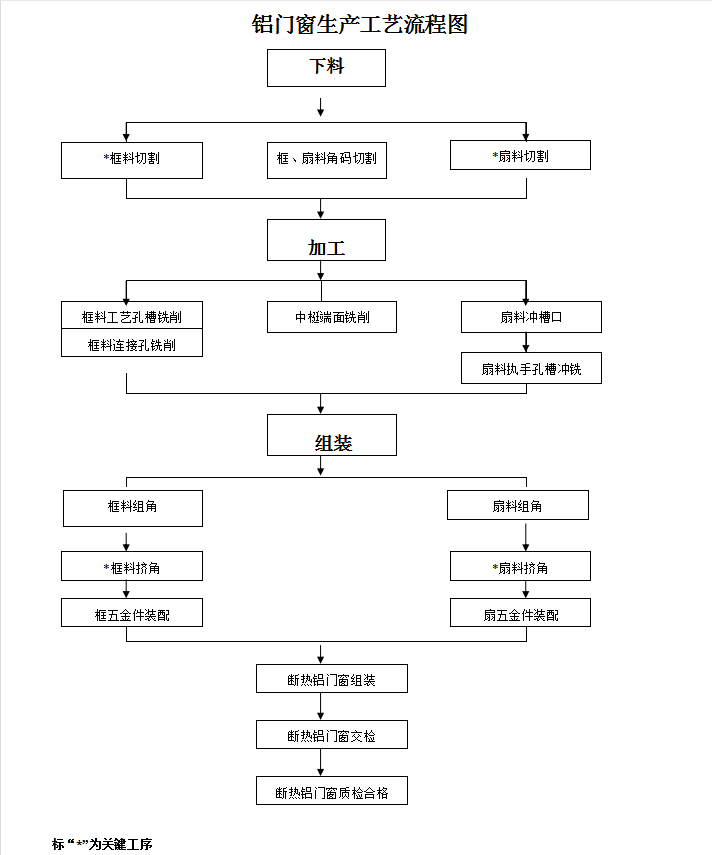 铝门窗生产工艺流程图
下料
*框料切割
框、扇料角码切割
*扇料切割
加工
框料工艺孔槽铣削
中梃端面铣削
扇料冲槽口
框料连接孔铣削
扇料执手孔槽冲铣
组装
框料组角
扇料组角
*框料挤角
*扇料挤角
框五金件装配
扇五金件装配
断热铝门窗组装
断热铝门窗交检
断热铝门窗质检合格
标“*”为关键工序